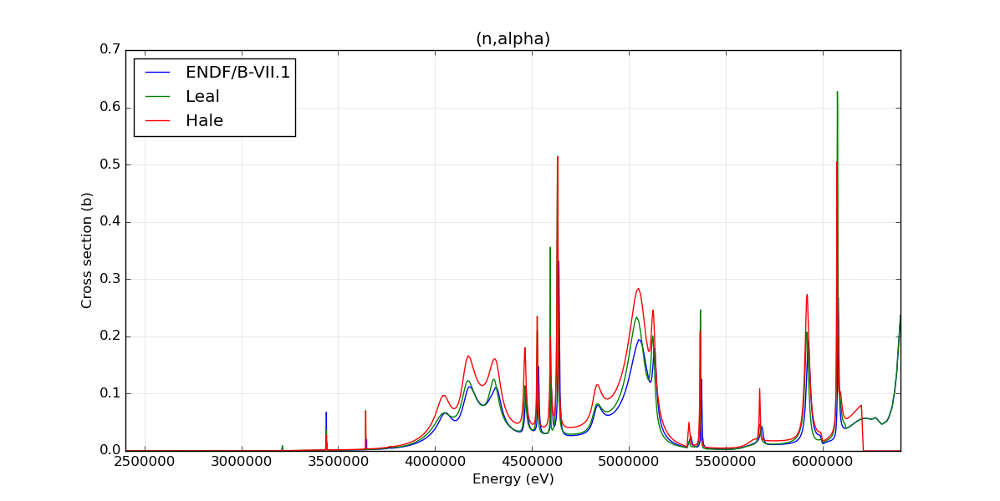 (n,alpha)
ENDF/B-VII.1
Leal
Hale
Cross section (b)
0.7
0.6
0.5
0.4
0.3
0.2
0.1
0.0
2500000 3000000 3500000 4000000 4500000 5000000 5500000 6000000
Energy (eV)